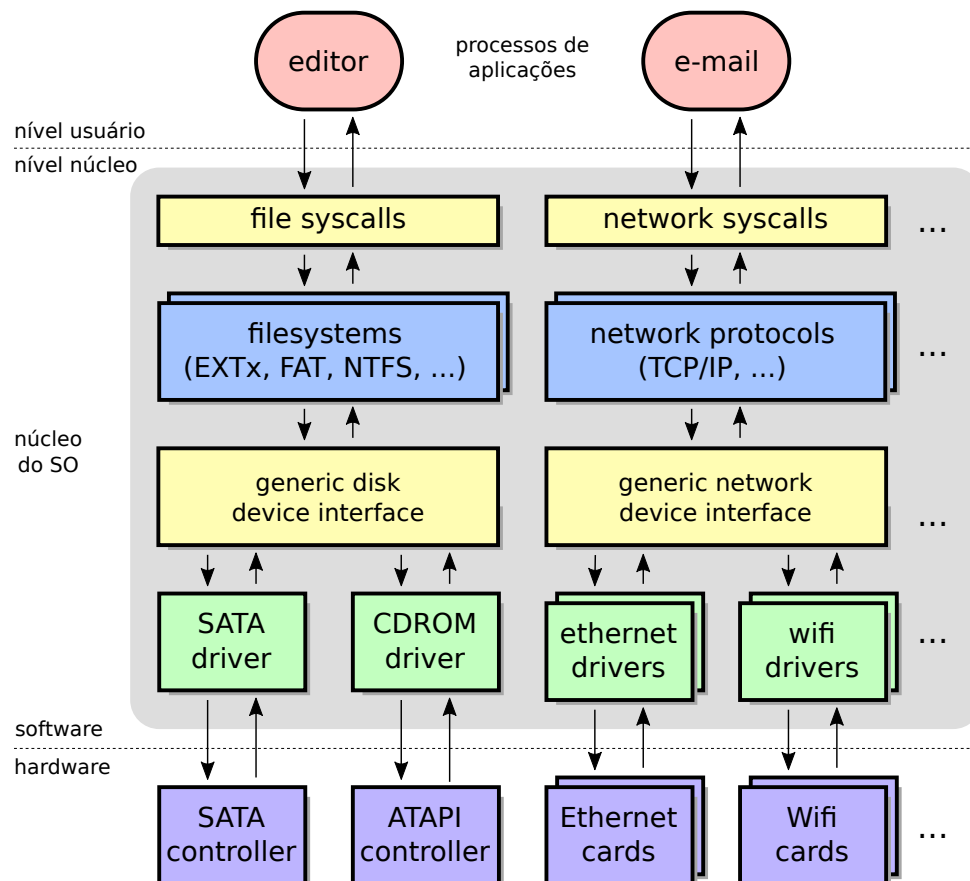 editor
processos de
aplicações
e-mail
nível usuário
nível núcleo
file syscalls
network syscalls
...
filesystems
(EXTx, FAT, NTFS, ...)
network protocols
(TCP/IP, ...)
...
núcleo
do SO
generic disk
device interface
generic network
device interface
...
SATA
driver
CDROM
driver
ethernet
drivers
wifi
drivers
...
software
hardware
SATA
controller
ATAPI
controller
Ethernet
cards
Wifi
cards
...